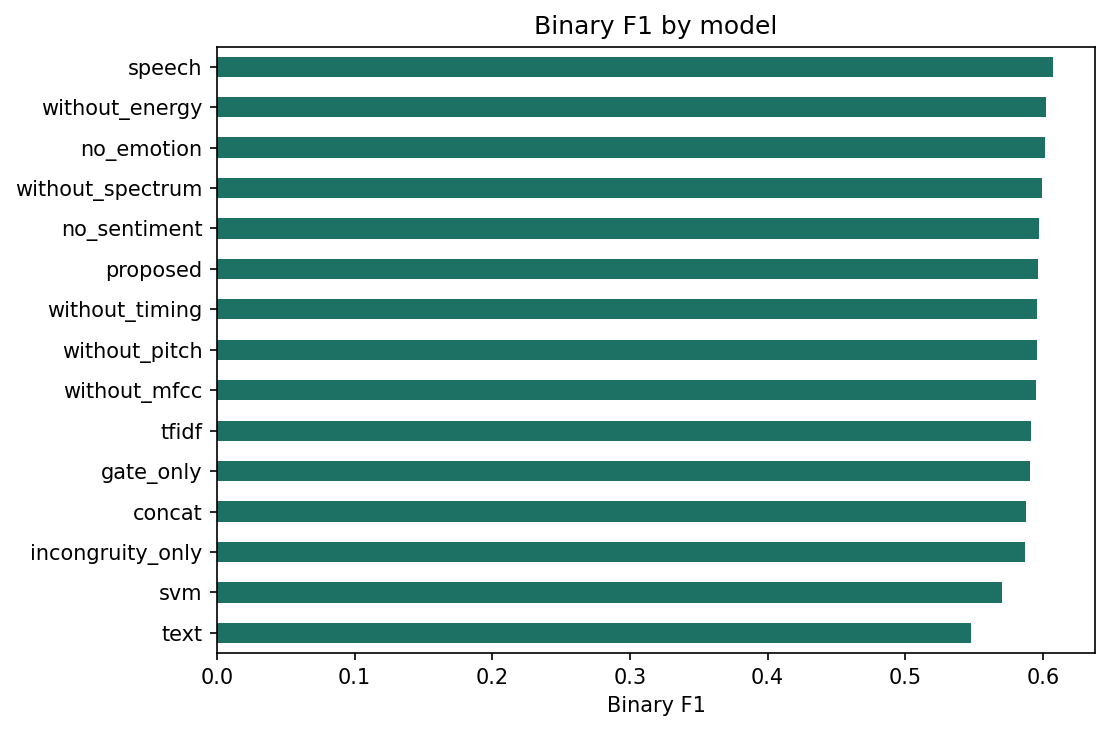 Binary F1 by model
speech
without_energy
no_emotion
without_spectrum
no_sentiment
proposed
without_timing
without_pitch
without_mfcc
tfidf
gate_only
concat
incongruity_only
svm
text
0.0 0.1 0.2 0.3 0.4 0.5 0.6
Binary F1